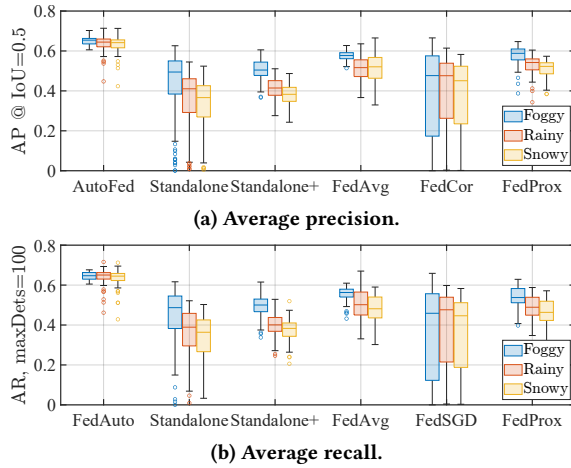 AP @ IoU=0.5
0.8
0.6
0.4
0.2
0
Foggy
Rainy
Snowy
AutoFed Standalone Standalone+ FedAvg FedCor FedProx
(a) Average precision.
AR, maxDets=100
0.8
0.6
0.4
0.2
0
Foggy
Rainy
Snowy
FedAuto Standalone Standalone+ FedAvg FedSGD FedProx
(b) Average recall.